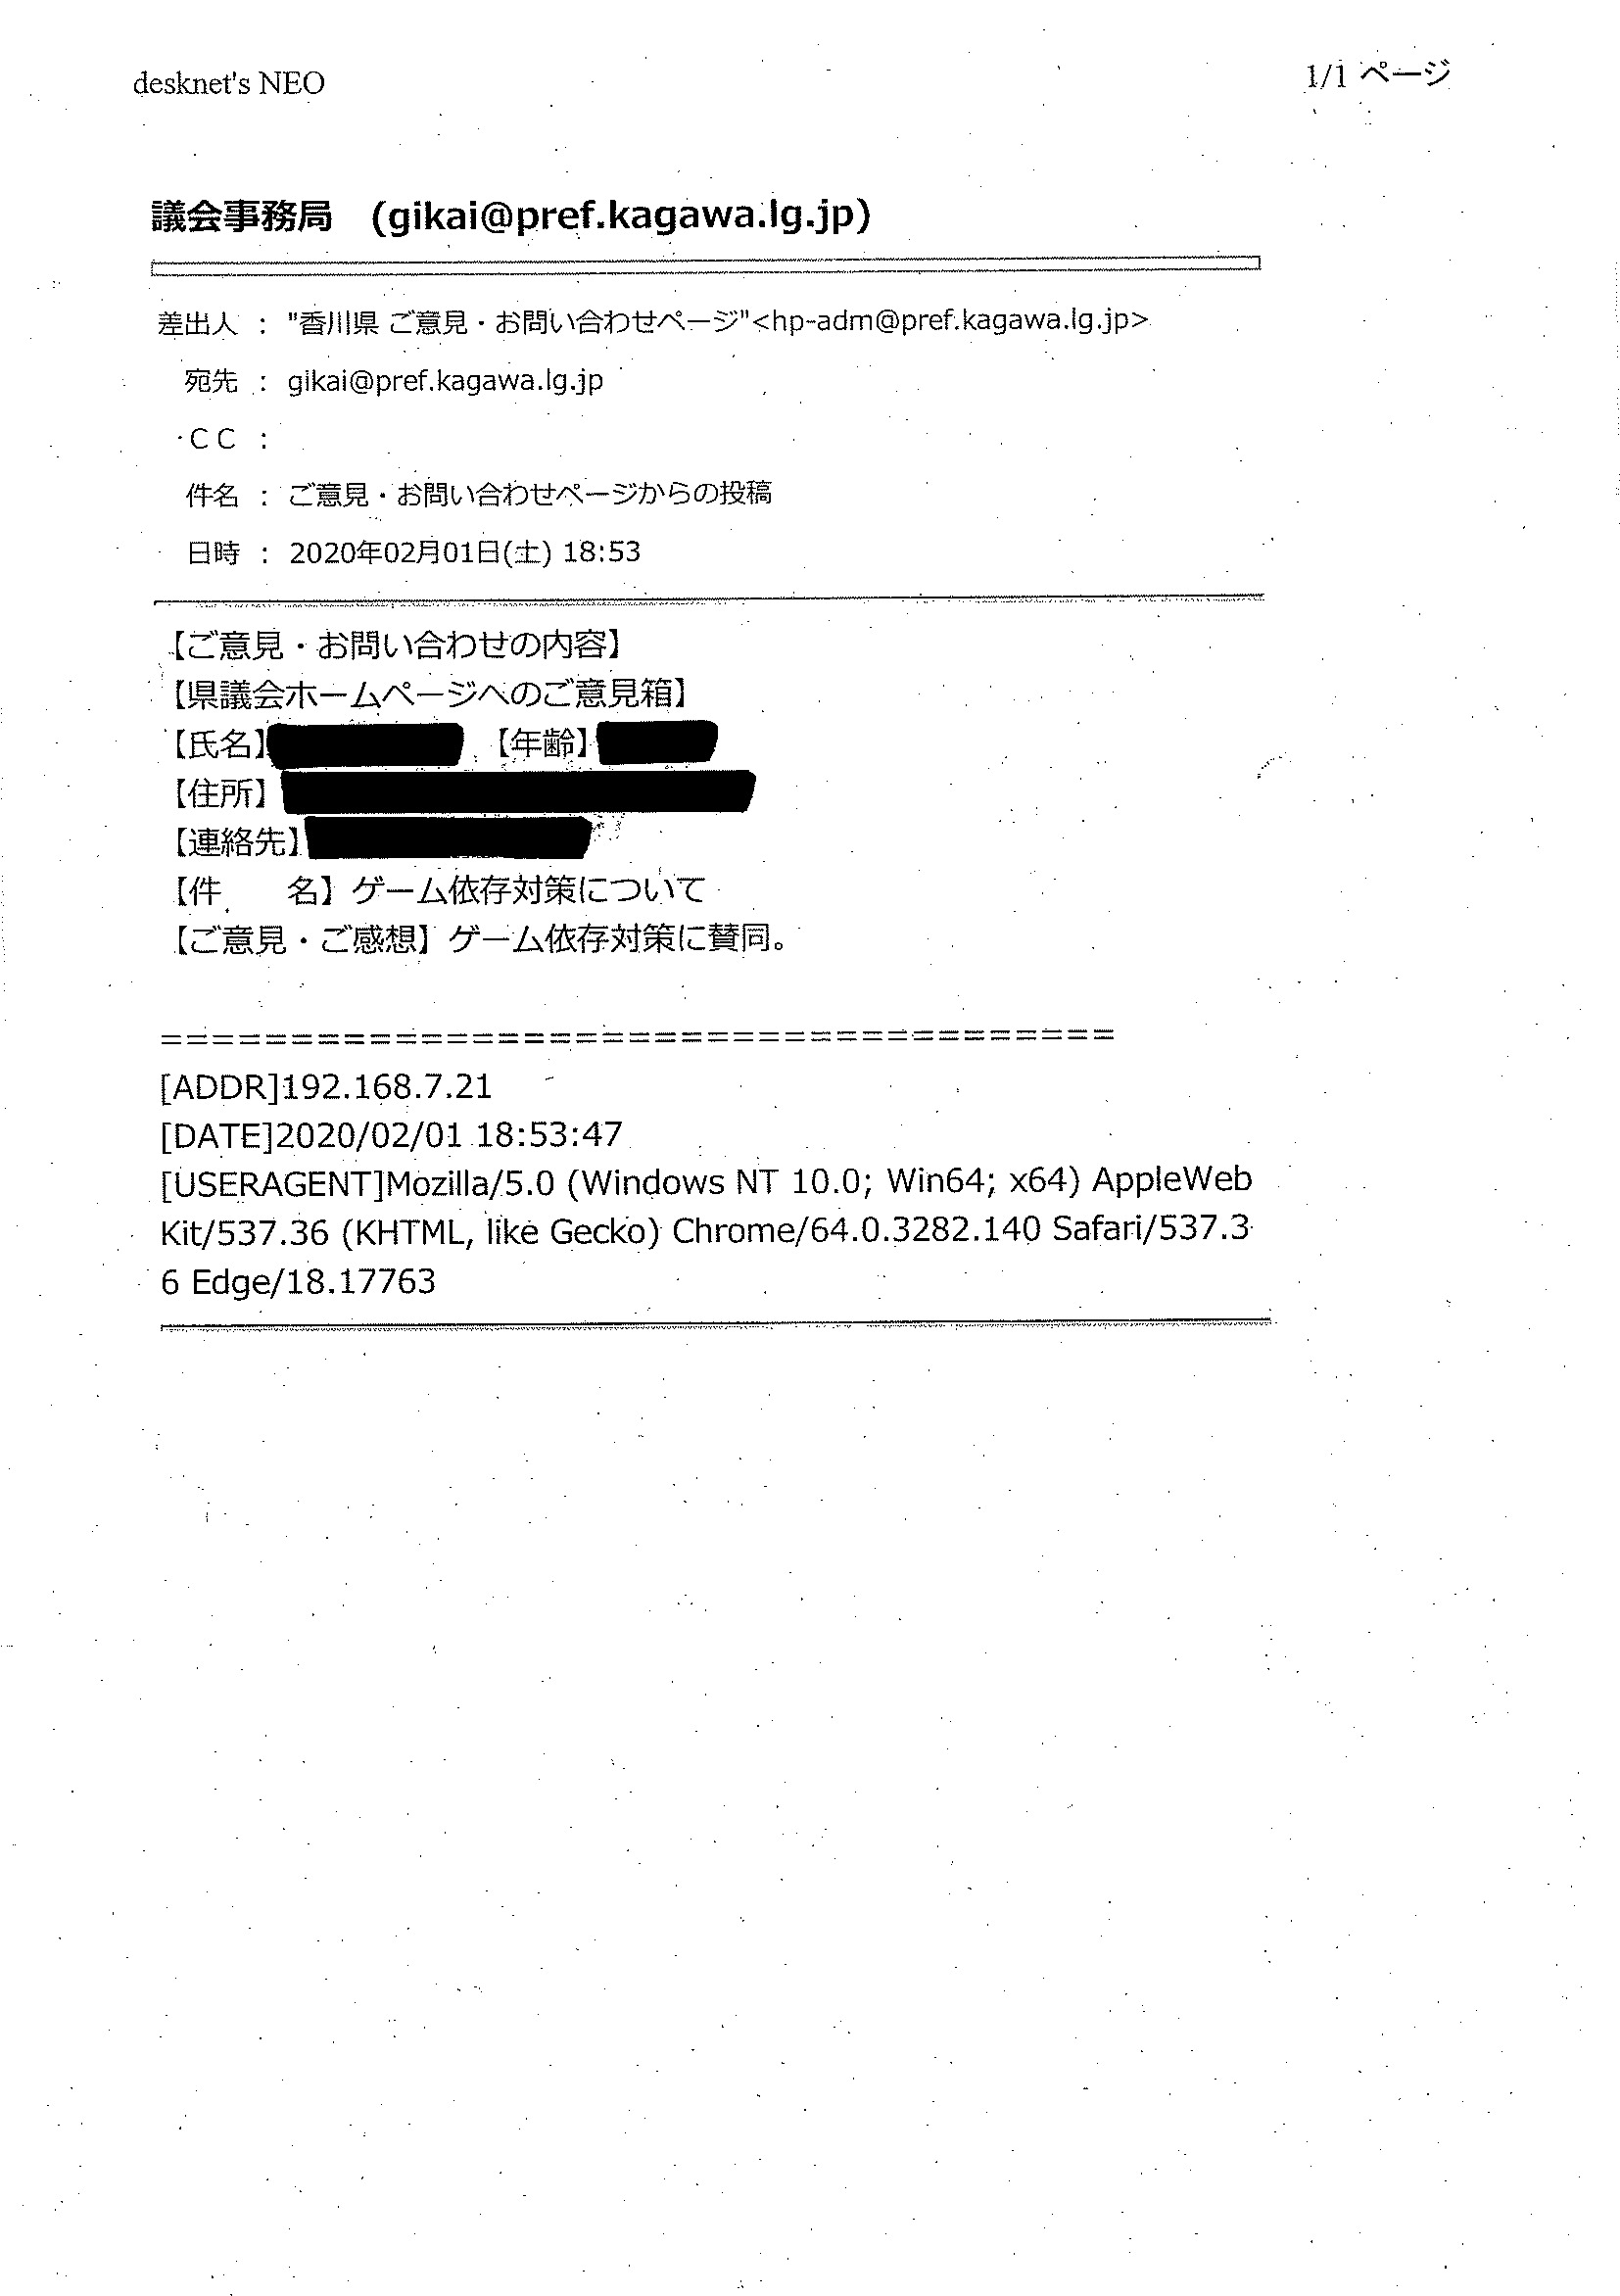 desknet's NEO
1/1 ページ
議会事務局　(gikai@pref.kagawa.lg.jp)
差出人 ： "香川県 ご意見・お問い合わせページ"<hp-adm@pref.kagawa.lg.jp>
宛先 ： gikai@pref.kagawa.lg.jp
ＣＣ ：
件名 ： ご意見・お問い合わせページからの投稿
日時 ： 2020年02月01日(土) 18:53
【ご意見・お問い合わせの内容】
【県議会ホームページへのご意見箱】
【氏名】 【年齢】
【住所】
【連絡先】
【件　　名】ゲーム依存対策について
【ご意見・ご感想】ゲーム依存対策に賛同。
=====================================
[ADDR]192.168.7.21
[DATE]2020/02/01 18:53:47
[USERAGENT]Mozilla/5.0 (Windows NT 10.0; Win64; x64) AppleWeb
Kit/537.36 (KHTML, like Gecko) Chrome/64.0.3282.140 Safari/537.3
6 Edge/18.17763